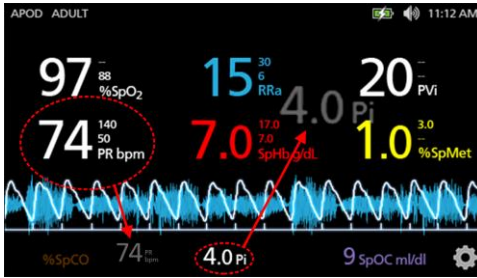 APOD ADULT 11:12 AM
97 -- 88 %SpO2
15 30 6 RRa
20 -- -- PVi
4.0 Pi
74 140 50 PR bpm
7.0 17.0 7.0 SpHb g/dL
1.0 3.0 -- %SpMet
%SpCO 74 PR bpm 4.0 Pi 9 SpOC ml/dl